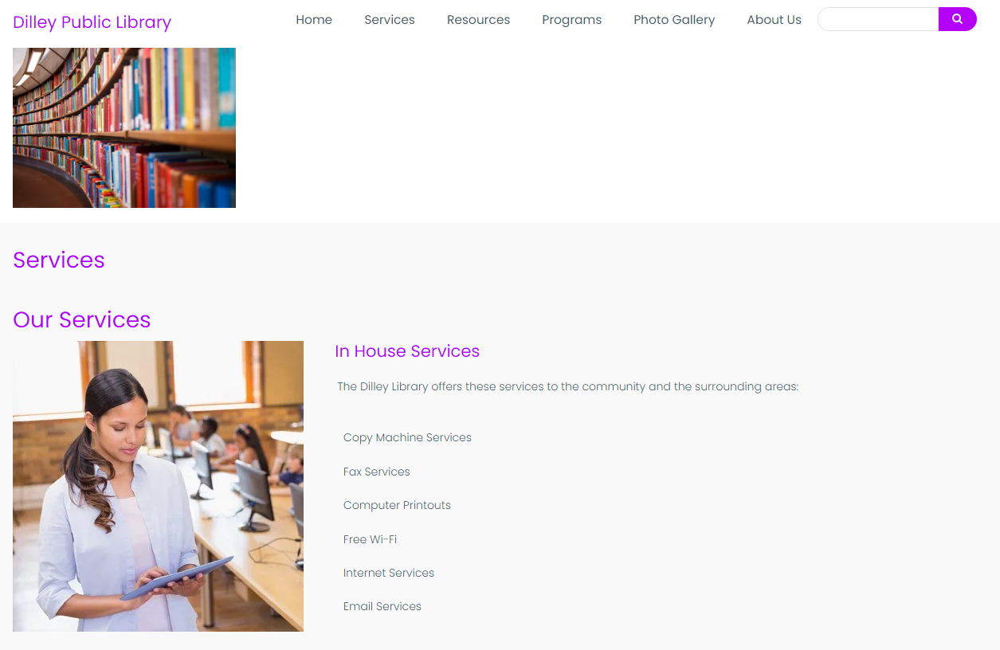 Dilley Public Library
Home Services Resources Programs Photo Gallery About Us
Services
Our Services
In House Services
The Dilley Library offers these services to the community and the surrounding areas:
Copy Machine Services
Fax Services
Computer Printouts
Free Wi-Fi
Internet Services
Email Services